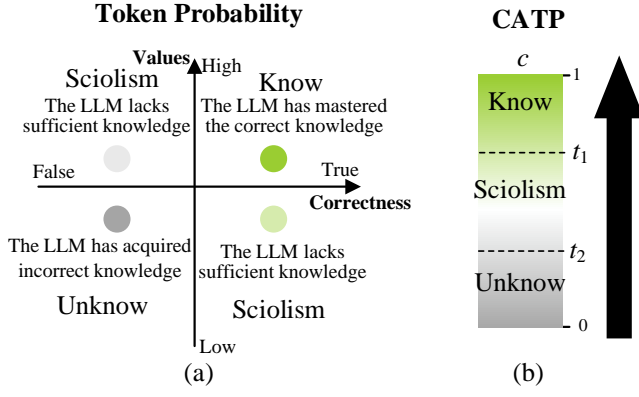 Token Probability
Values
High
Sciolism
The LLM lacks
sufficient knowledge
Know
The LLM has mastered
the correct knowledge
False
True
Correctness
The LLM has acquired
incorrect knowledge
Unknow
The LLM lacks
sufficient knowledge
Sciolism
Low
(a)
CATP
c
1
Know
t1
Sciolism
t2
Unknow
0
(b)